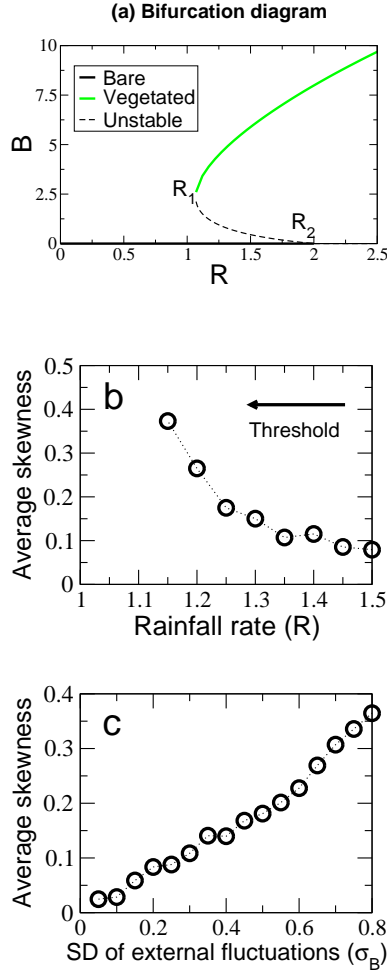 (a) Bifurcation diagram
10
7.5
5
2.5
0
B
Bare
Vegetated
Unstable
R1
R2
0 0.5 1 1.5 2 2.5
R
0.5
0.4
0.3
0.2
0.1
0
Average skewness
b
Threshold
1 1.1 1.2 1.3 1.4 1.5
Rainfall rate (R)
0.4
0.3
0.2
0.1
0
Average skewness
c
0 0.2 0.4 0.6 0.8
SD of external fluctuations (σB)